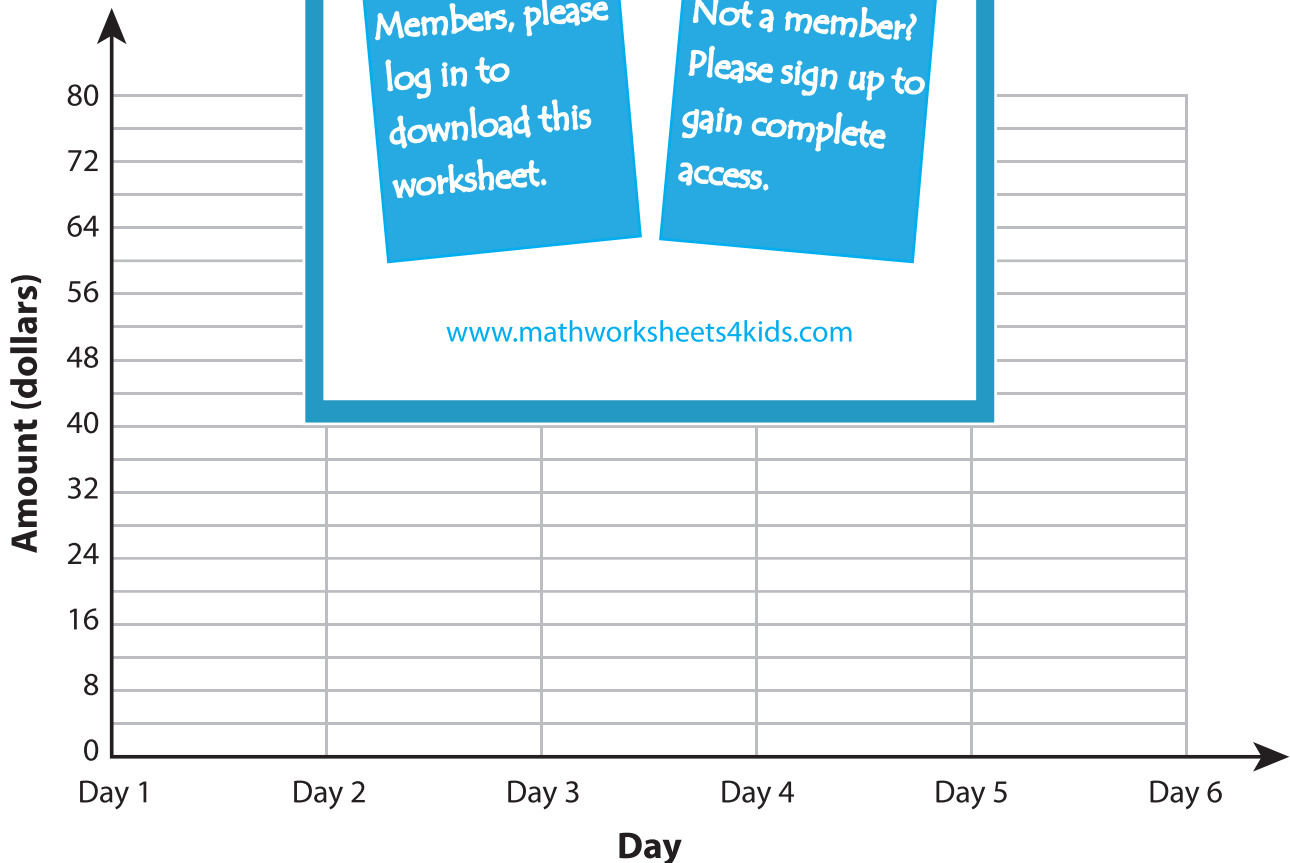 Members, please
log in to
download this
worksheet.
Not a member?
Please sign up to
gain complete
access.
www.mathworksheets4kids.com
Amount (dollars)
80
72
64
56
48
40
32
24
16
8
0
Day 1
Day 2
Day 3
Day 4
Day 5
Day 6
Day